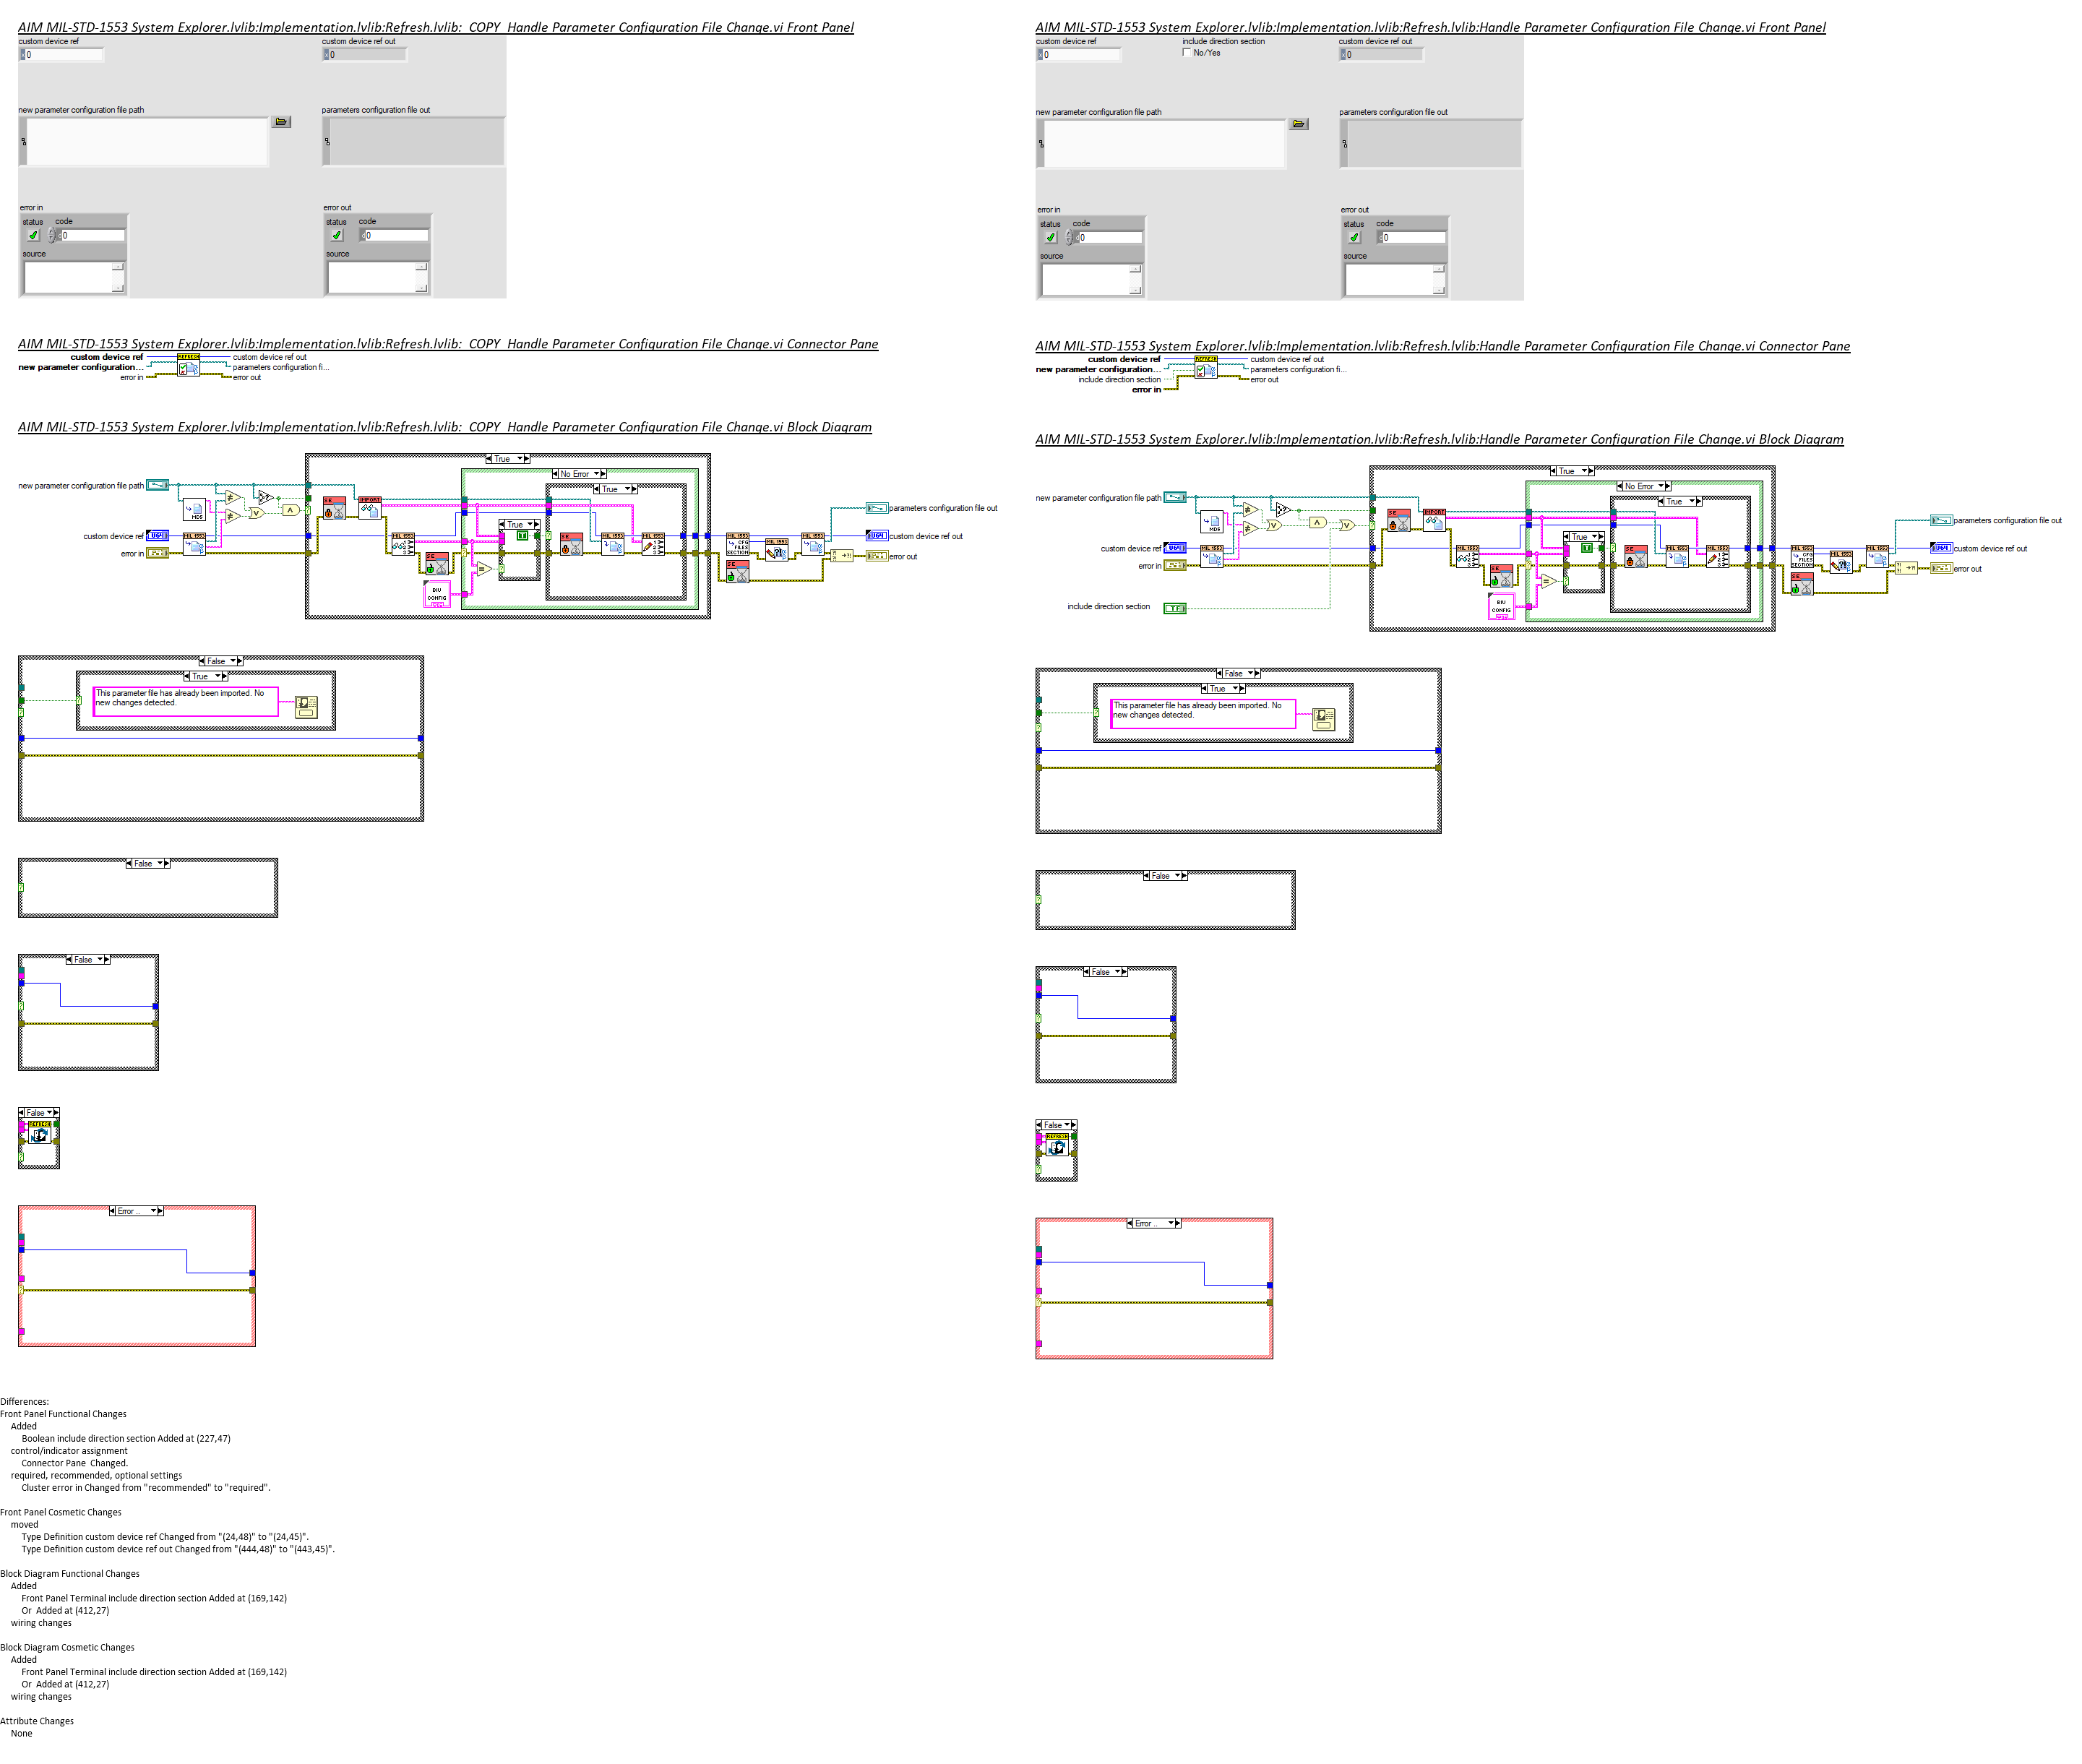 AIM MIL-STD-1553 System Explorer.lvlib:Implementation.lvlib:Refresh.lvlib:_COPY_Handle Parameter Configuration File Change.vi Front Panel
custom device ref
custom device ref out
0
0
new parameter configuration file path
parameters configuration file out
error in
error out
status code
status code
0
0
source
source
AIM MIL-STD-1553 System Explorer.lvlib:Implementation.lvlib:Refresh.lvlib:_COPY_Handle Parameter Configuration File Change.vi Connector Pane
custom device ref
REFRESH
custom device ref out
new parameter configuration...
parameters configuration fi...
error in
error out
AIM MIL-STD-1553 System Explorer.lvlib:Implementation.lvlib:Refresh.lvlib:_COPY_Handle Parameter Configuration File Change.vi Block Diagram
True
No Error
new parameter configuration file path
True
SE
IMPORT
MD5
parameters configuration file out
True
custom device ref
custom device ref out
error in
error out
MIL 1553
CFG FILES SECTION
BIU CONFIG
False
True
This parameter file has already been imported. No
new changes detected.
False
False
False
REFRESH
Error ..
AIM MIL-STD-1553 System Explorer.lvlib:Implementation.lvlib:Refresh.lvlib:Handle Parameter Configuration File Change.vi Front Panel
custom device ref
include direction section
custom device ref out
0
No/Yes
0
new parameter configuration file path
parameters configuration file out
error in
error out
status code
status code
0
0
source
source
AIM MIL-STD-1553 System Explorer.lvlib:Implementation.lvlib:Refresh.lvlib:Handle Parameter Configuration File Change.vi Connector Pane
custom device ref
REFRESH
custom device ref out
new parameter configuration...
parameters configuration fi...
include direction section
error out
error in
AIM MIL-STD-1553 System Explorer.lvlib:Implementation.lvlib:Refresh.lvlib:Handle Parameter Configuration File Change.vi Block Diagram
True
No Error
new parameter configuration file path
True
SE
IMPORT
MD5
parameters configuration file out
True
custom device ref
custom device ref out
error in
error out
MIL 1553
CFG FILES SECTION
BIU CONFIG
include direction section
TF
False
True
This parameter file has already been imported. No
new changes detected.
False
False
False
REFRESH
Error ..
Differences:
Front Panel Functional Changes
Added
Boolean include direction section Added at (227,47)
control/indicator assignment
Connector Pane  Changed.
required, recommended, optional settings
Cluster error in Changed from "recommended" to "required".
Front Panel Cosmetic Changes
moved
Type Definition custom device ref Changed from "(24,48)" to "(24,45)".
Type Definition custom device ref out Changed from "(444,48)" to "(443,45)".
Block Diagram Functional Changes
Added
Front Panel Terminal include direction section Added at (169,142)
Or  Added at (412,27)
wiring changes
Block Diagram Cosmetic Changes
Added
Front Panel Terminal include direction section Added at (169,142)
Or  Added at (412,27)
wiring changes
Attribute Changes
None